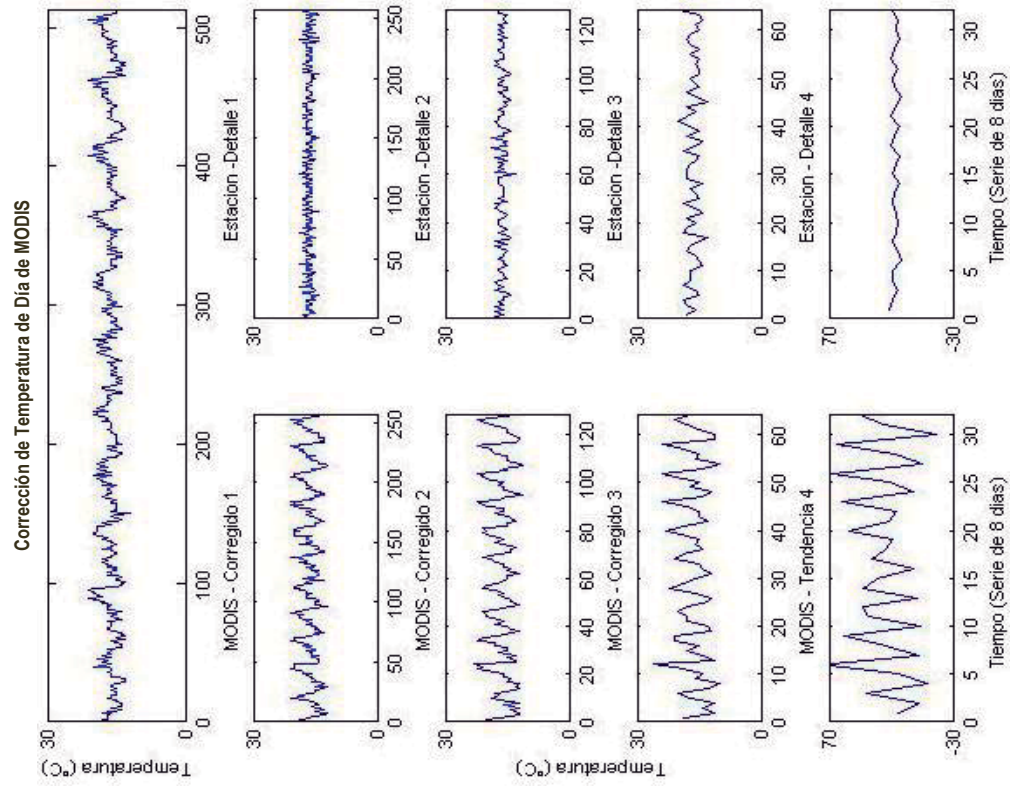 Corrección de Temperatura de Día de MODIS
Temperatura (°C)
30
0
0 100 200 300 400 500
MODIS - Corregido 1
30
0
0 50 100 150 200 250
Estacion -Detalle 1
30
0
0 50 100 150 200 250
MODIS - Corregido 2
Temperatura (°C)
30
0
0 20 40 60 80 100 120
Estacion -Detalle 2
30
0
0 20 40 60 80 100 120
MODIS - Corregido 3
30
0
0 10 20 30 40 50 60
Estacion -Detalle 3
30
0
0 10 20 30 40 50 60
MODIS - Tendencia 4
70
-30
0 5 10 15 20 25 30
Tiempo (Serie de 8 dias)
Estacion - Detalle 4
70
-30
0 5 10 15 20 25 30
Tiempo (Serie de 8 dias)